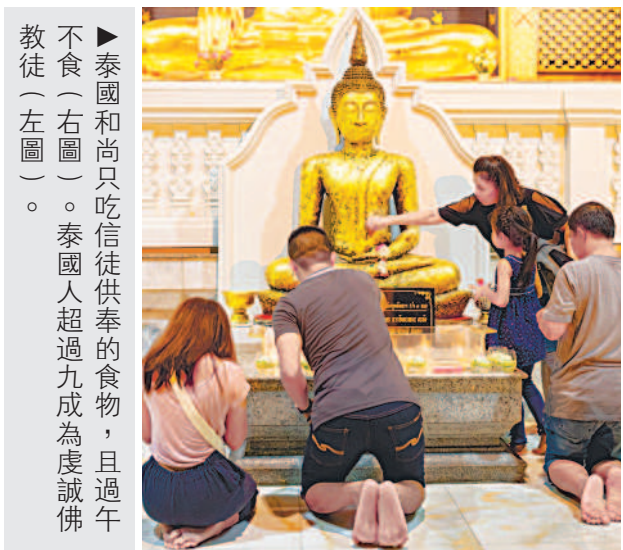 ▶泰國和尚只吃信徒供奉的食物，且過午
不食（右圖）。泰國人超過九成為虔誠佛
教徒（左圖）。